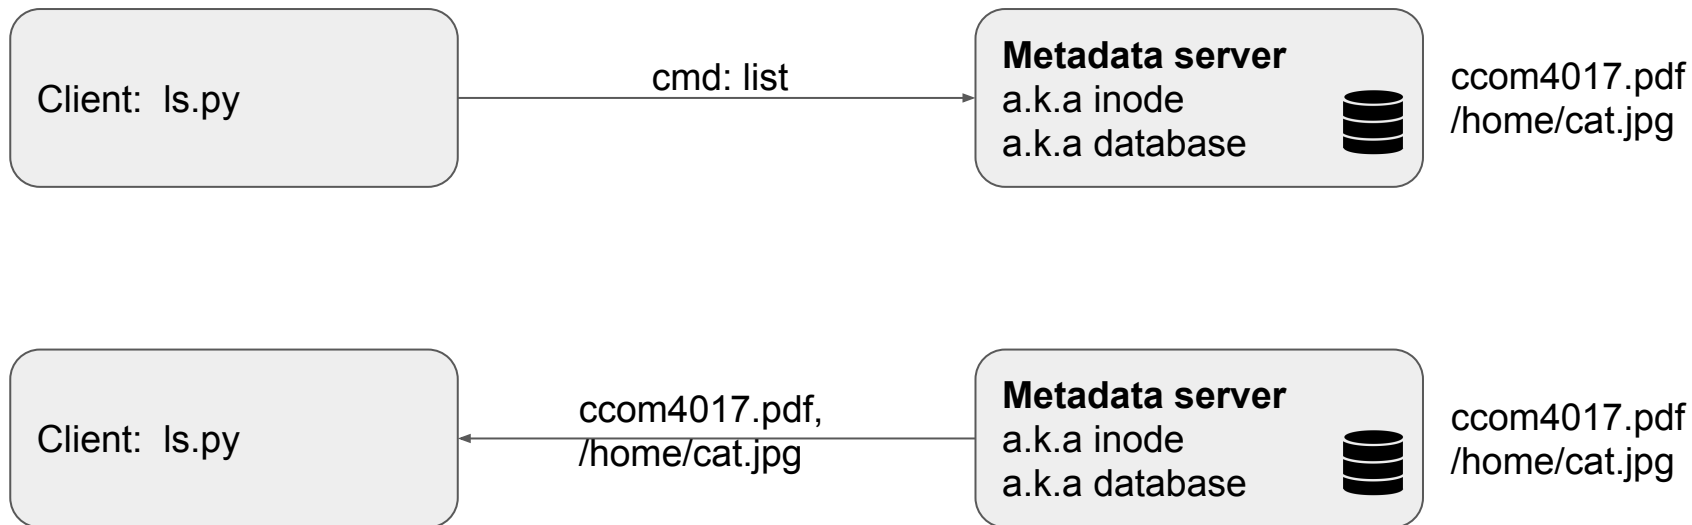 Client:  ls.py
cmd: list
Metadata server
a.k.a inode
a.k.a database
ccom4017.pdf
/home/cat.jpg
Client:  ls.py
ccom4017.pdf,
/home/cat.jpg
Metadata server
a.k.a inode
a.k.a database
ccom4017.pdf
/home/cat.jpg